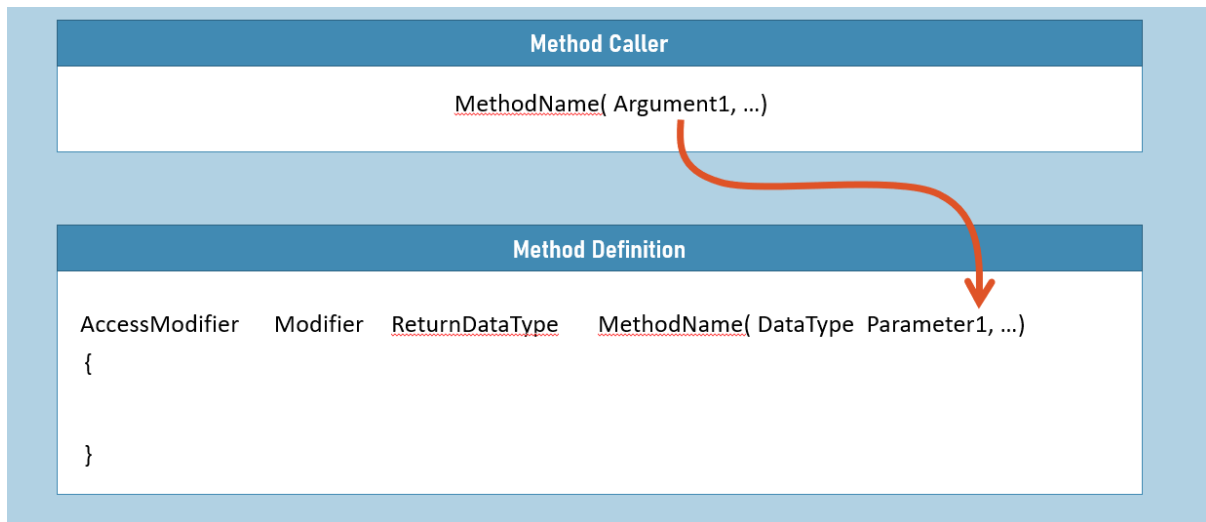 Method Caller
MethodName( Argument1, ...)
Method Definition
AccessModifier Modifier ReturnDataType MethodName( DataType Parameter1, ...)
{
}